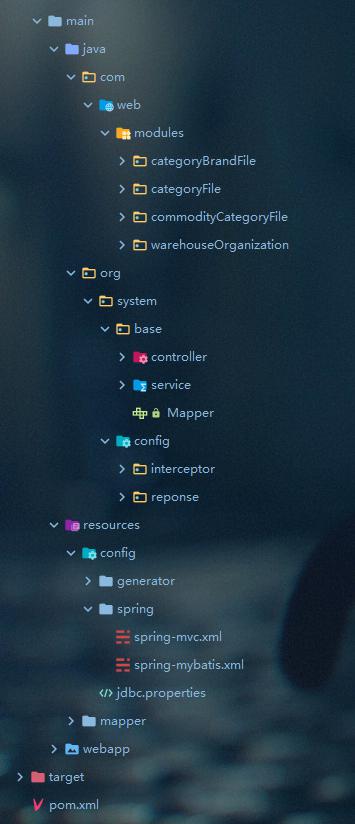 main
java
com
web
modules
categoryBrandFile
categoryFile
commodityCategoryFile
warehouseOrganization
org
system
base
controller
service
Mapper
config
interceptor
reponse
resources
config
generator
spring
spring-mvc.xml
spring-mybatis.xml
jdbc.properties
mapper
webapp
target
pom.xml